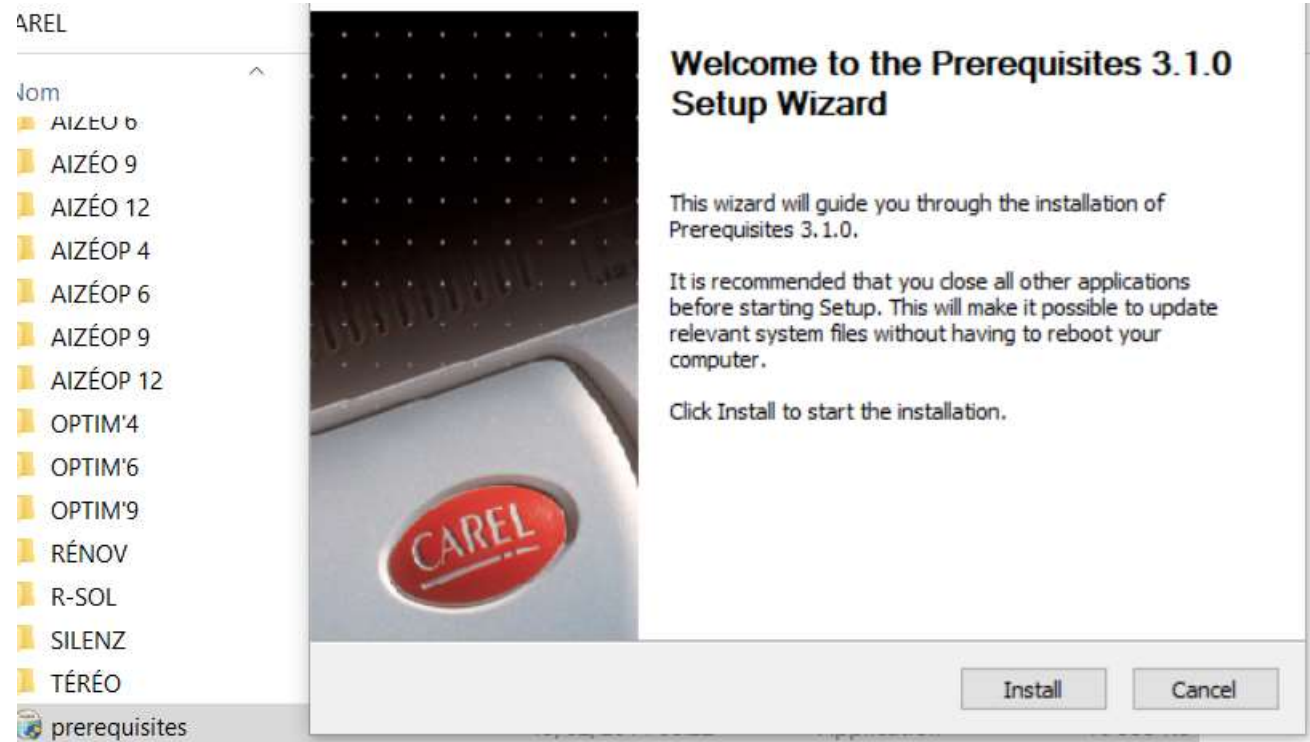 AREL
Nom
AIZÉO 6
AIZÉO 9
AIZÉO 12
AIZÉOP 4
AIZÉOP 6
AIZÉOP 9
AIZÉOP 12
OPTIM'4
OPTIM'6
OPTIM'9
RÉNOV
R-SOL
SILENZ
TÉRÉO
prerequisites
CAREL
Welcome to the Prerequisites 3.1.0
Setup Wizard
This wizard will guide you through the installation of
Prerequisites 3.1.0.
It is recommended that you close all other applications
before starting Setup. This will make it possible to update
relevant system files without having to reboot your
computer.
Click Install to start the installation.
Install
Cancel